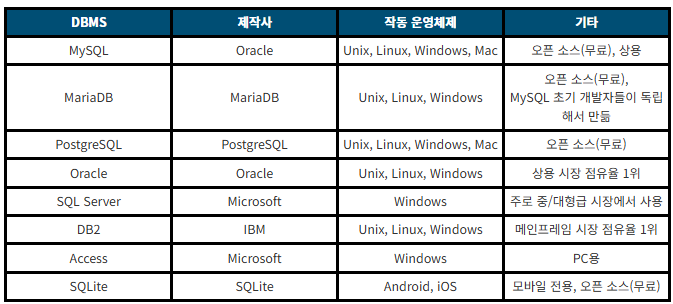 DBMS 제작사 작동 운영체제 기타
MySQL Oracle Unix, Linux, Windows, Mac 오픈 소스(무료), 상용
MariaDB MariaDB Unix, Linux, Windows 오픈 소스(무료),
MySQL 초기 개발자들이 독립
해서 만듦
PostgreSQL PostgreSQL Unix, Linux, Windows, Mac 오픈 소스(무료)
Oracle Oracle Unix, Linux, Windows 상용 시장 점유율 1위
SQL Server Microsoft Windows 주로 중/대형급 시장에서 사용
DB2 IBM Unix, Linux, Windows 메인프레임 시장 점유율 1위
Access Microsoft Windows PC용
SQLite SQLite Android, iOS 모바일 전용, 오픈 소스(무료)